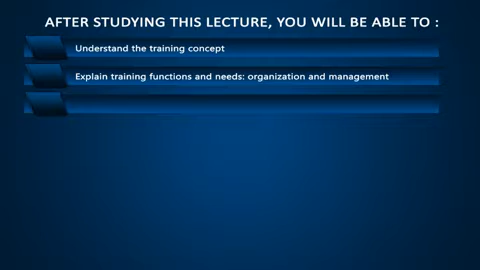 AFTER STUDYING THIS LECTURE, YOU WILL BE ABLE TO :
Understand the training concept
Explain training functions and needs: organization and management